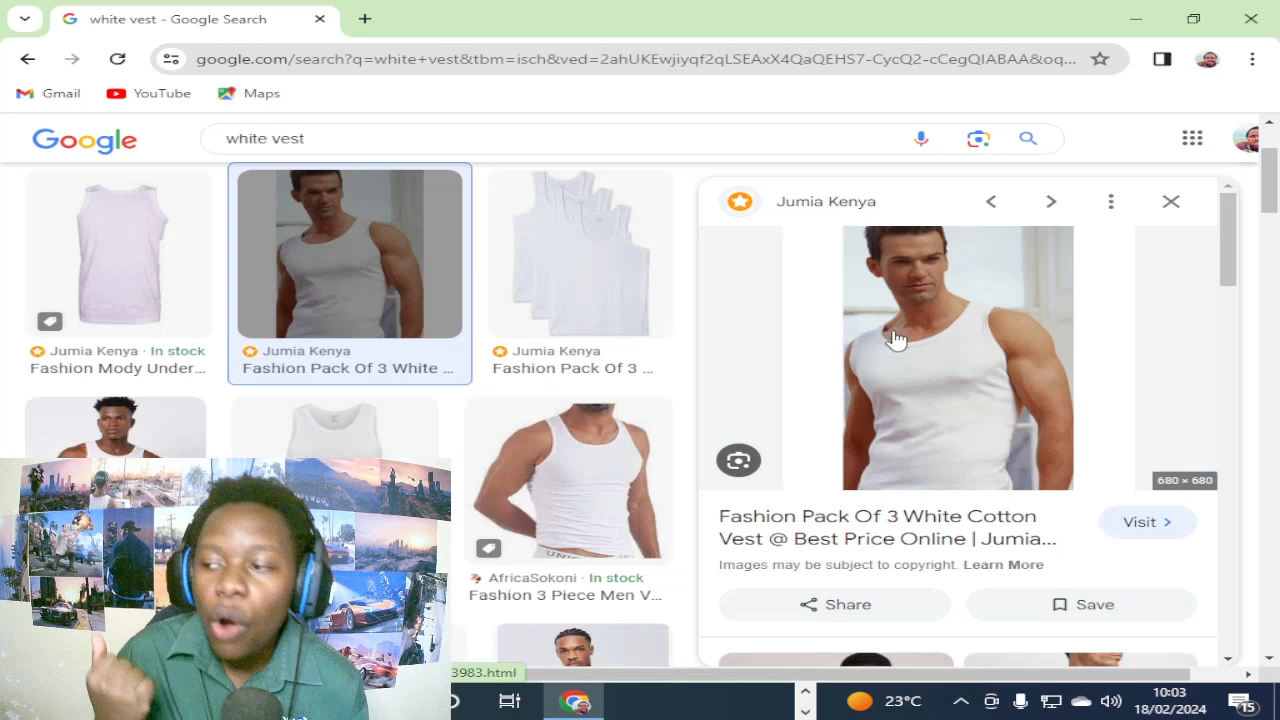 white vest - Google Search
google.com/search?q=white+vest&tbm=isch&ved=2ahUKEwjiyqf2qLSEAxX4QaQEHS7-CycQ2-cCegQIABAA&oq...
Gmail
YouTube
Maps
Google
white vest
Jumia Kenya · In stock
Fashion Mody Under...
Jumia Kenya
Fashion Pack Of 3 White ...
Jumia Kenya
Fashion Pack Of 3 ...
Jumia Kenya
680 × 680
Fashion Pack Of 3 White Cotton
Vest @ Best Price Online | Jumia...
Visit
Images may be subject to copyright. Learn More
Share
Save
AfricaSokoni · In stock
Fashion 3 Piece Men V...
3983.html
23°C
10:03
18/02/2024
15